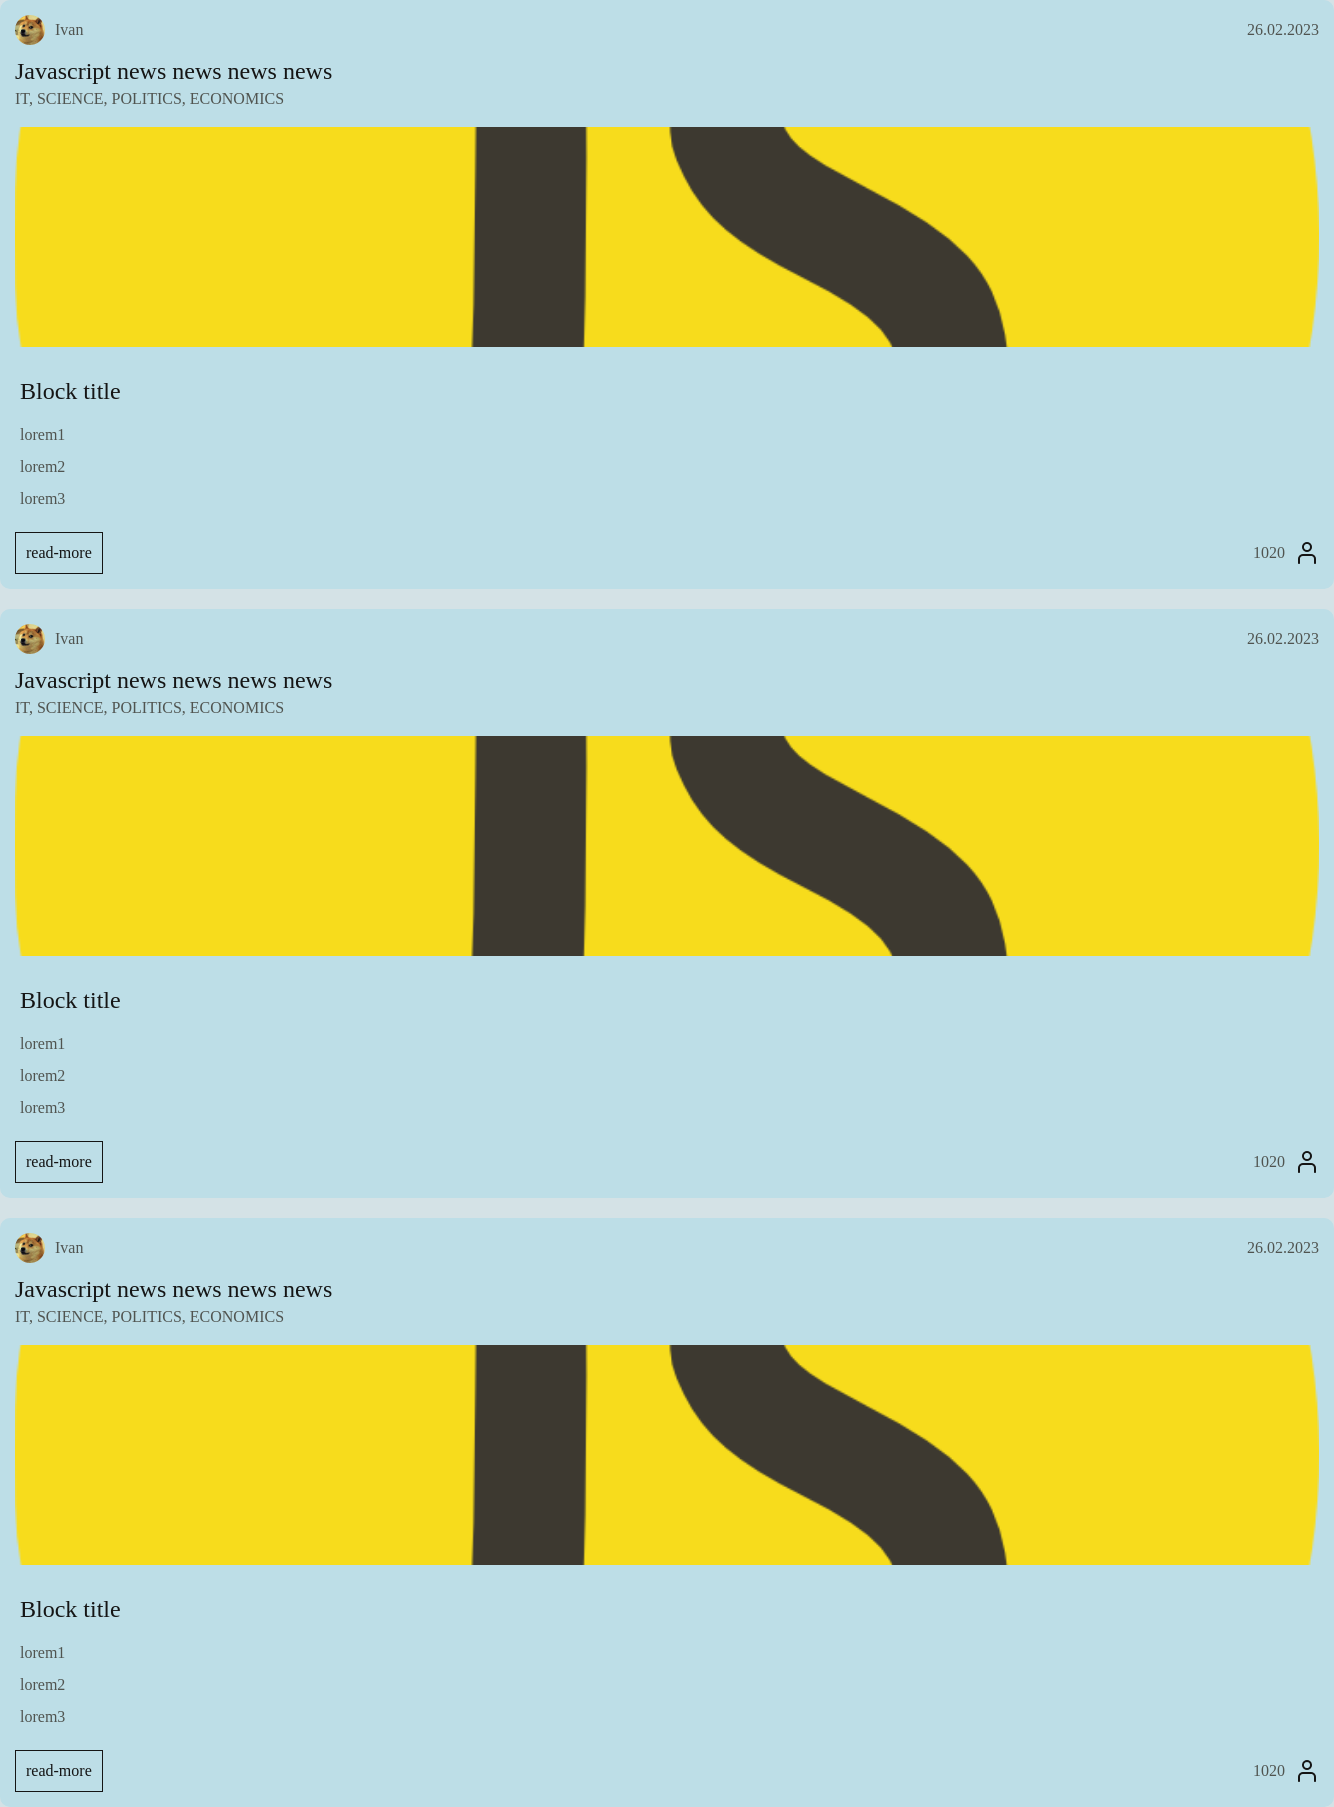 Ivan 26.02.2023
Javascript news news news news
IT, SCIENCE, POLITICS, ECONOMICS
JS
Block title
lorem1
lorem2
lorem3
read-more 1020
Ivan 26.02.2023
Javascript news news news news
IT, SCIENCE, POLITICS, ECONOMICS
JS
Block title
lorem1
lorem2
lorem3
read-more 1020
Ivan 26.02.2023
Javascript news news news news
IT, SCIENCE, POLITICS, ECONOMICS
JS
Block title
lorem1
lorem2
lorem3
read-more 1020